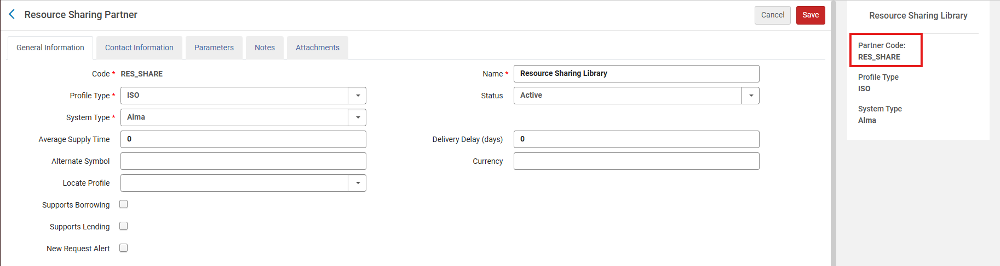 Resource Sharing Partner
Cancel
Save
General Information
Contact Information
Parameters
Notes
Attachments
Code * RES_SHARE
Name * Resource Sharing Library
Profile Type * ISO
Status Active
System Type * Alma
Average Supply Time 0
Delivery Delay (days) 0
Alternate Symbol
Currency
Locate Profile
Supports Borrowing
Supports Lending
New Request Alert
Resource Sharing Library
Partner Code:
RES_SHARE
Profile Type
ISO
System Type
Alma